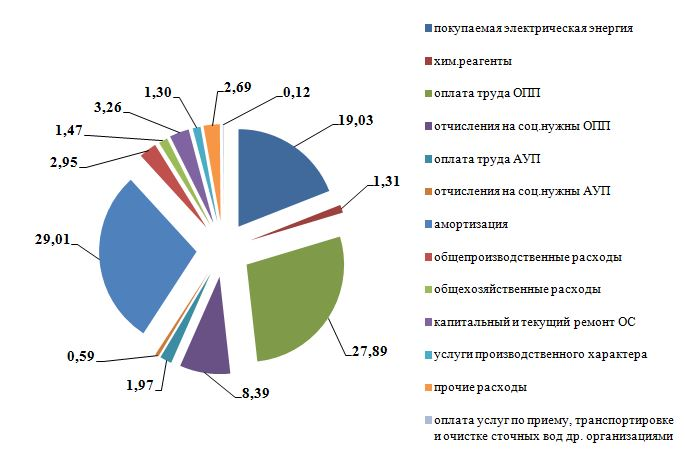 19,03
1,31
27,89
8,39
1,97
0,59
29,01
2,95
1,47
3,26
1,30
2,69
0,12
покупаемая электрическая энергия
хим.реагенты
оплата труда ОПП
отчисления на соц.нужны ОПП
оплата труда АУП
отчисления на соц.нужны АУП
амортизация
общепроизводственные расходы
общехозяйственные расходы
капитальный и текущий ремонт ОС
услуги производственного характера
прочие расходы
оплата услуг по приему, транспортировке
и очистке сточных вод др. организациями